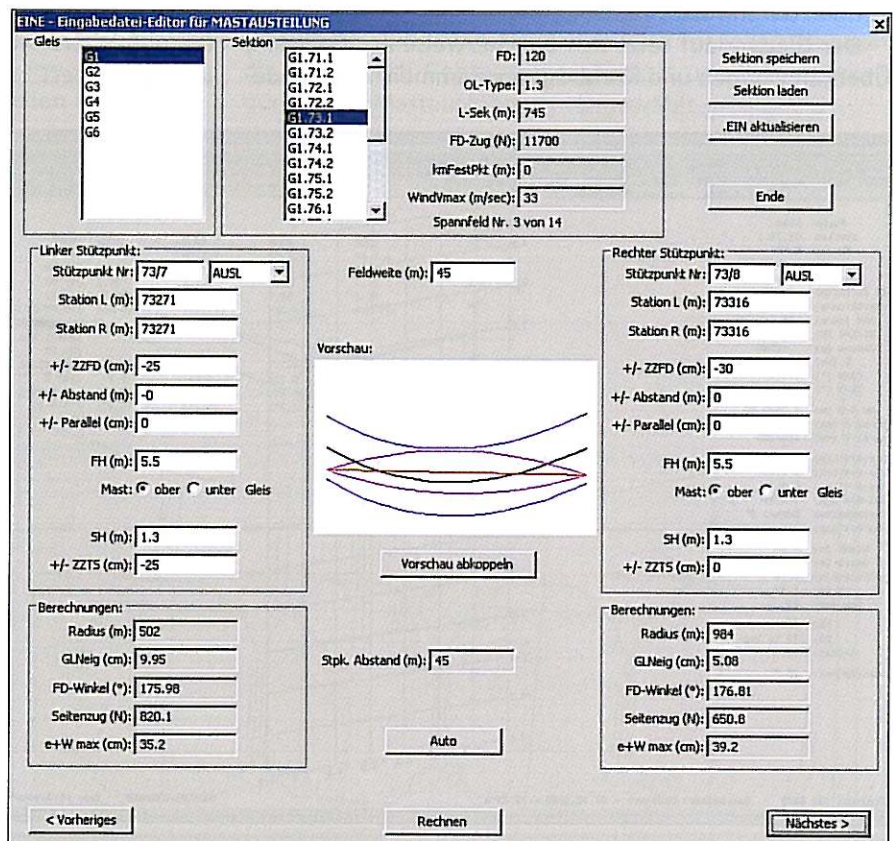 EINE - Eingabedatei-Editor für MASTAUSTEILUNG
Gleis
G1
G2
G3
G4
G5
G6
Sektion
G1.71.1
G1.71.2
G1.72.1
G1.72.2
G1.73.1
G1.73.2
G1.74.1
G1.74.2
G1.75.1
G1.75.2
G1.76.1
FD: 120
OL-Type: 1.3
L-Sek (m): 745
FD-Zug (N): 11700
kmFestPkt (m): 0
WindVmax (m/sec): 33
Spannfeld Nr. 3 von 14
Sektion speichern
Sektion laden
.EIN aktualisieren
Ende
Linker Stützpunkt:
Stützpunkt Nr: 73/7 AUSL
Station L (m): 73271
Station R (m): 73271
+/- ZZFD (cm): -25
+/- Abstand (m): -0
+/- Parallel (cm): 0
FH (m): 5.5
Mast: ober unter Gleis
SH (m): 1.3
+/- ZZTS (cm): -25
Feldweite (m): 45
Vorschau:
Vorschau abkoppeln
Rechter Stützpunkt:
Stützpunkt Nr: 73/8 AUSL
Station L (m): 73316
Station R (m): 73316
+/- ZZFD (cm): -30
+/- Abstand (m): 0
+/- Parallel (cm): 0
FH (m): 5.5
Mast: ober unter Gleis
SH (m): 1.3
+/- ZZTS (cm): 0
Berechnungen:
Radius (m): 502
GLNeig (cm): 9.95
FD-Winkel (°): 175.98
Seitenzug (N): 820.1
e+W max (cm): 35.2
Stpk. Abstand (m): 45
Auto
Berechnungen:
Radius (m): 984
GLNeig (cm): 5.08
FD-Winkel (°): 176.81
Seitenzug (N): 650.8
e+W max (cm): 39.2
< Vorheriges
Rechnen
Nächstes >